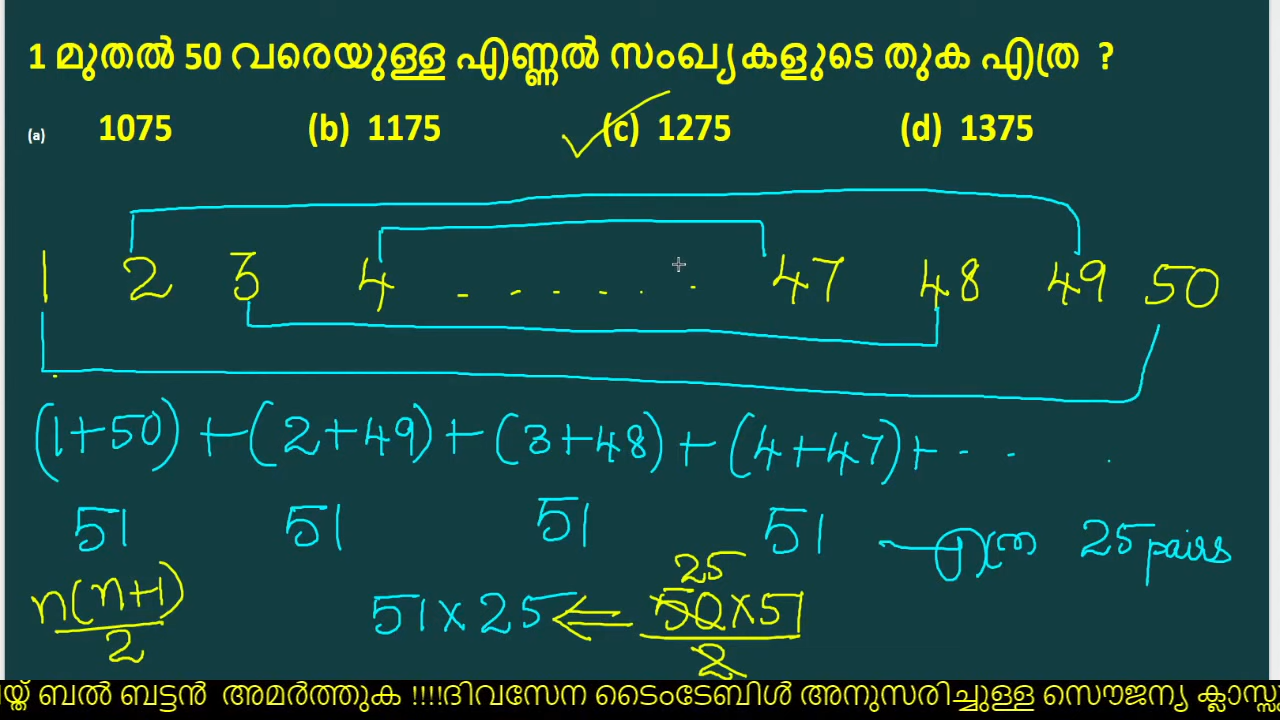 1 മുതൽ 50 വരെയുള്ള എണ്ണൽ സംഖ്യകളുടെ തുക എത്ര ?
(a) 1075 (b) 1175 (c) 1275 (d) 1375
1 2 3 4 . . . . . . 47 48 49 50
(1+50) + (2+49) + (3+48) + (4+47) + . . .
51 51 51 51 എത്ര 25 pairs
n(n+1)/2 51 x 25 ⇐ 25 50 x 51/2
ബൽ ബട്ടൻ അമർത്തുക !!!!ദിവസേന ടൈംടേബിൾ അനുസരിച്ചുള്ള സൌജന്യ